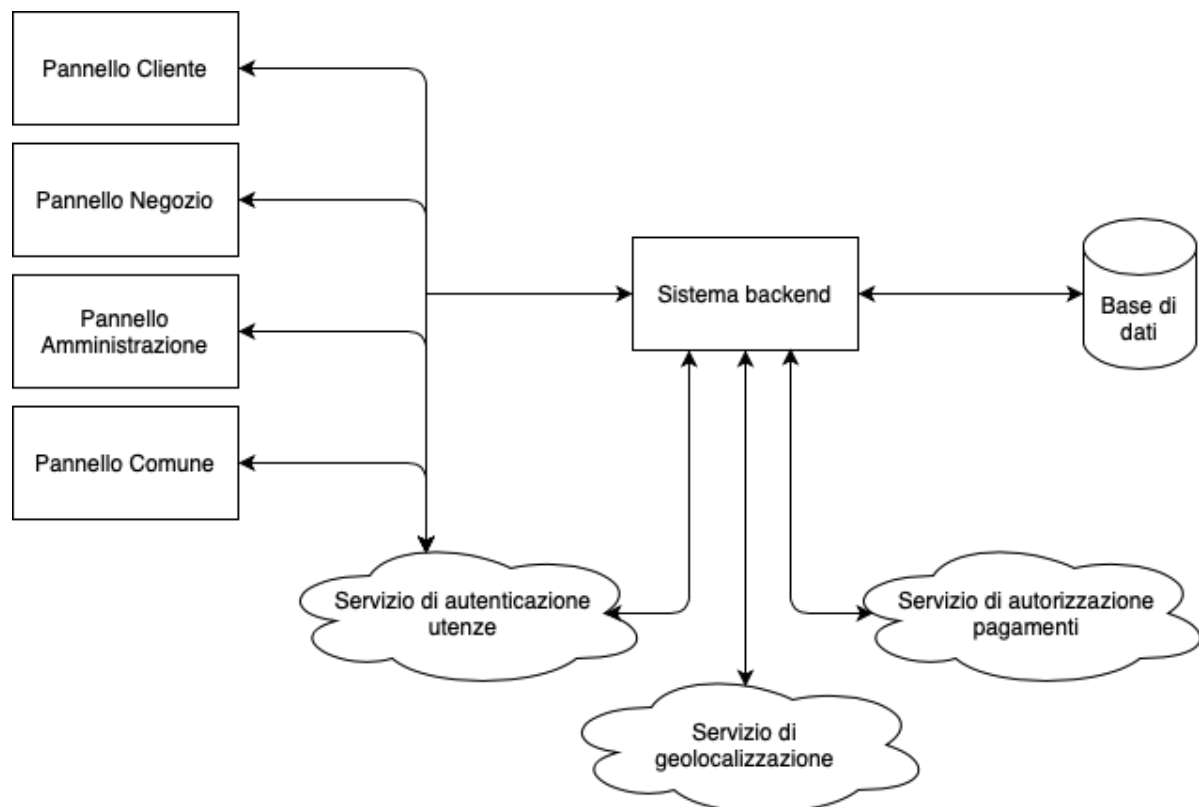 Pannello Cliente
Pannello Negozio
Pannello
Amministrazione
Pannello Comune
Sistema backend
Base di
dati
Servizio di autenticazione
utenze
Servizio di autorizzazione
pagamenti
Servizio di
geolocalizzazione